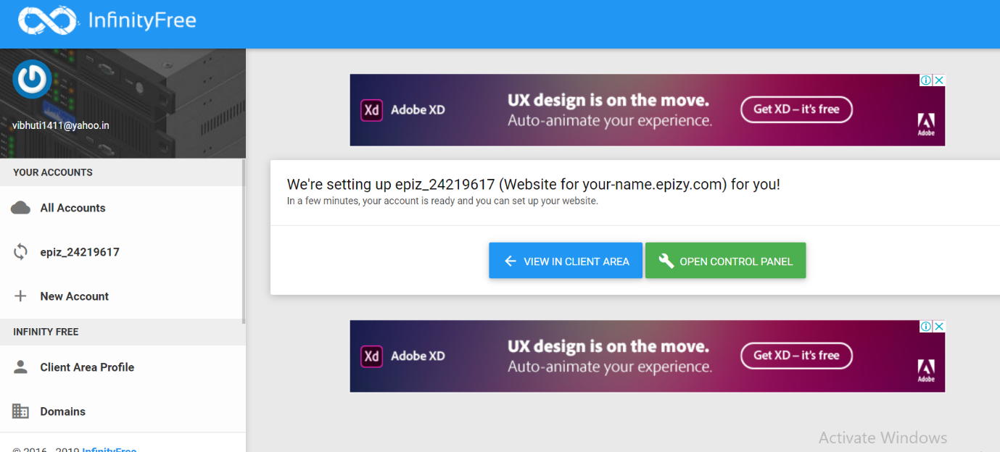 InfinityFree
vibhuti1411@yahoo.in
YOUR ACCOUNTS
All Accounts
epiz_24219617
New Account
INFINITY FREE
Client Area Profile
Domains
© 2016 - 2019 InfinityFree
Xd Adobe XD
UX design is on the move.
Auto-animate your experience.
Get XD – it's free
Adobe
We're setting up epiz_24219617 (Website for your-name.epizy.com) for you!
In a few minutes, your account is ready and you can set up your website.
VIEW IN CLIENT AREA
OPEN CONTROL PANEL
Xd Adobe XD
UX design is on the move.
Auto-animate your experience.
Get XD – it's free
Adobe
Activate Windows